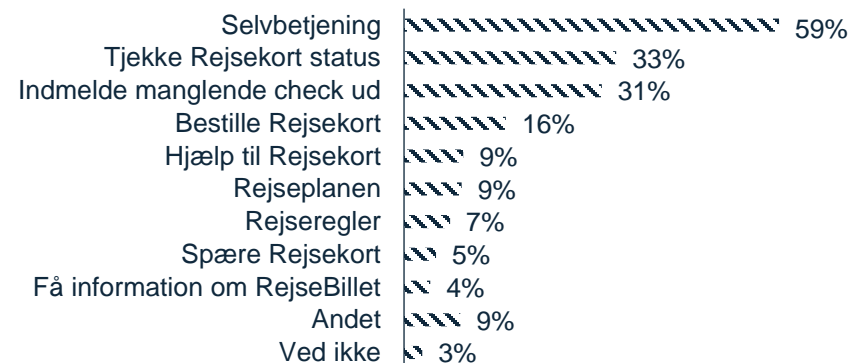 Selvbetjening 59%
Tjekke Rejsekort status 33%
Indmelde manglende check ud 31%
Bestille Rejsekort 16%
Hjælp til Rejsekort 9%
Rejseplanen 9%
Rejseregler 7%
Spære Rejsekort 5%
Få information om RejseBillet 4%
Andet 9%
Ved ikke 3%